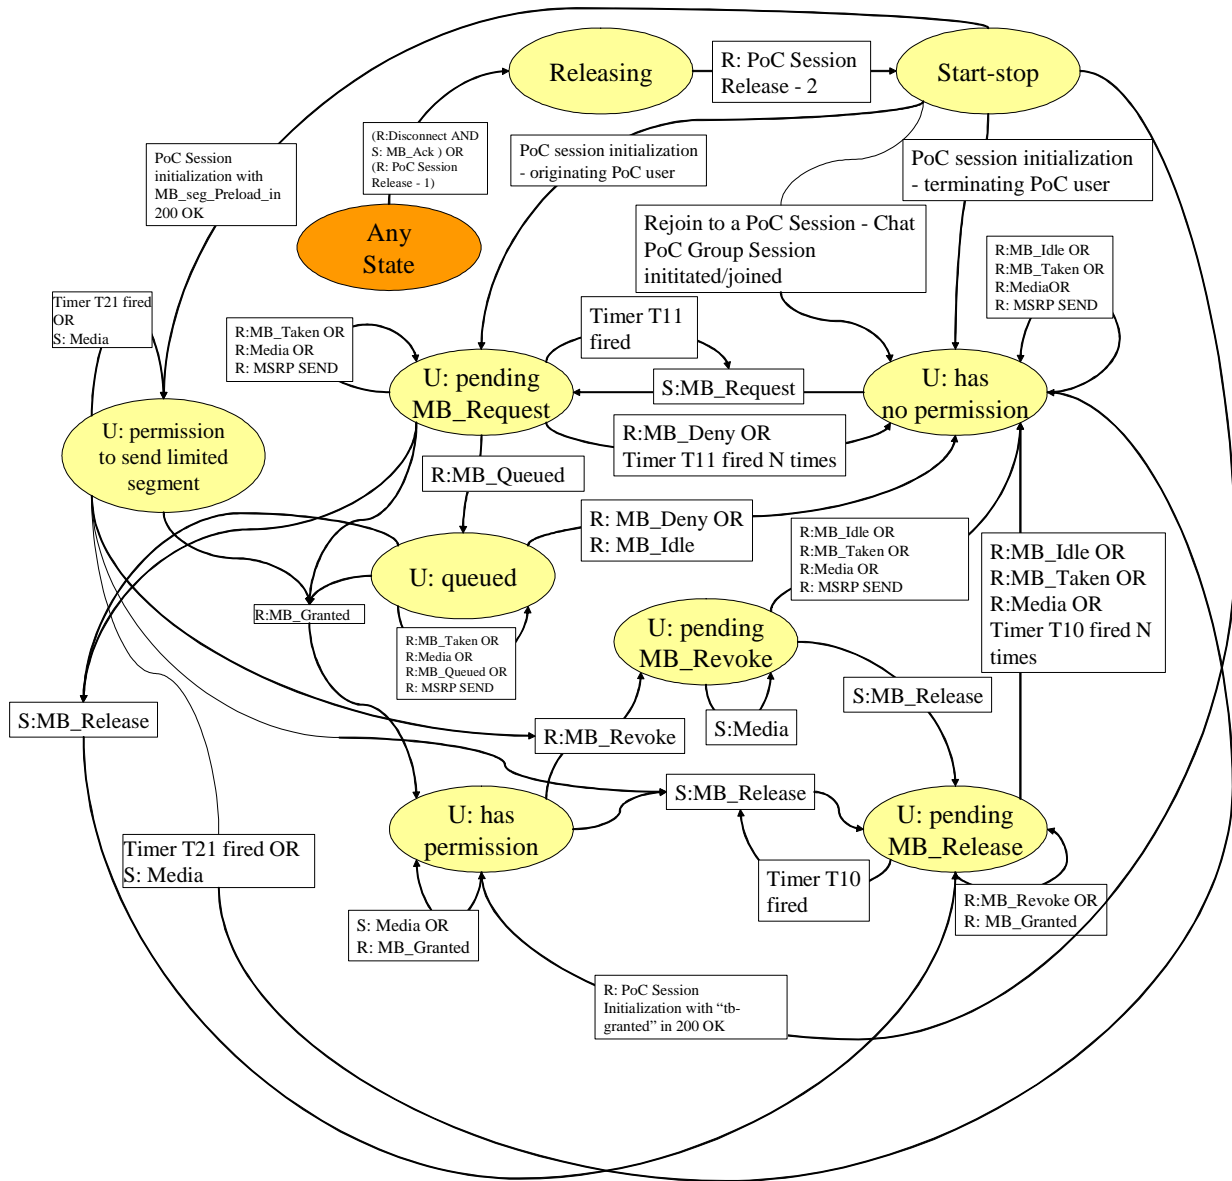 Releasing
R: PoC Session
Release - 2
Start-stop
(R:Disconnect AND
S: MB_Ack ) OR
(R: PoC Session
Release - 1)
PoC Session
initialization with
MB_seg_Preload_in
200 OK
PoC session initialization
- originating PoC user
PoC session initialization
- terminating PoC user
Any
State
Rejoin to a PoC Session - Chat
PoC Group Session
inititated/joined
R:MB_Idle OR
R:MB_Taken OR
R:MediaOR
R: MSRP SEND
Timer T21 fired
OR
S: Media
R:MB_Taken OR
R:Media OR
R: MSRP SEND
Timer T11
fired
U: pending
MB_Request
S:MB_Request
U: has
no permission
U: permission
to send limited
segment
R:MB_Deny OR
Timer T11 fired N times
R:MB_Queued
R: MB_Deny OR
R: MB_Idle
R:MB_Idle OR
R:MB_Taken OR
R:Media OR
R: MSRP SEND
R:MB_Idle OR
R:MB_Taken OR
R:Media OR
Timer T10 fired N
times
U: queued
R:MB_Granted
R:MB_Taken OR
R:Media OR
R:MB_Queued OR
R: MSRP SEND
U: pending
MB_Revoke
S:MB_Release
S:MB_Release
R:MB_Revoke
S:Media
S:MB_Release
U: has
permission
U: pending
MB_Release
Timer T21 fired OR
S: Media
Timer T10
fired
R:MB_Revoke OR
R: MB_Granted
S: Media OR
R: MB_Granted
R: PoC Session
Initialization with “tb-
granted” in 200 OK